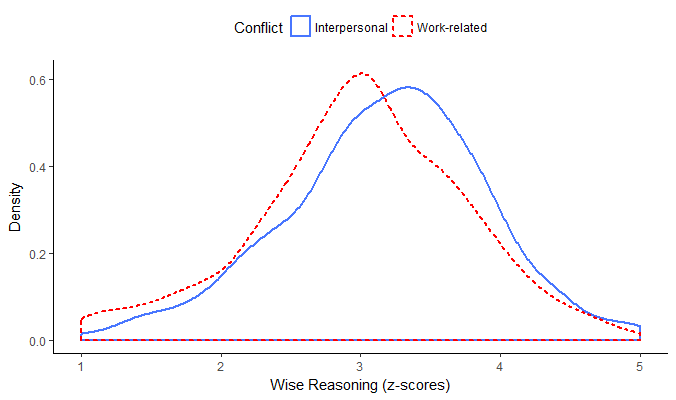 Conflict Interpersonal Work-related
0.6
0.4
0.2
0.0
Density
1 2 3 4 5
Wise Reasoning (z-scores)